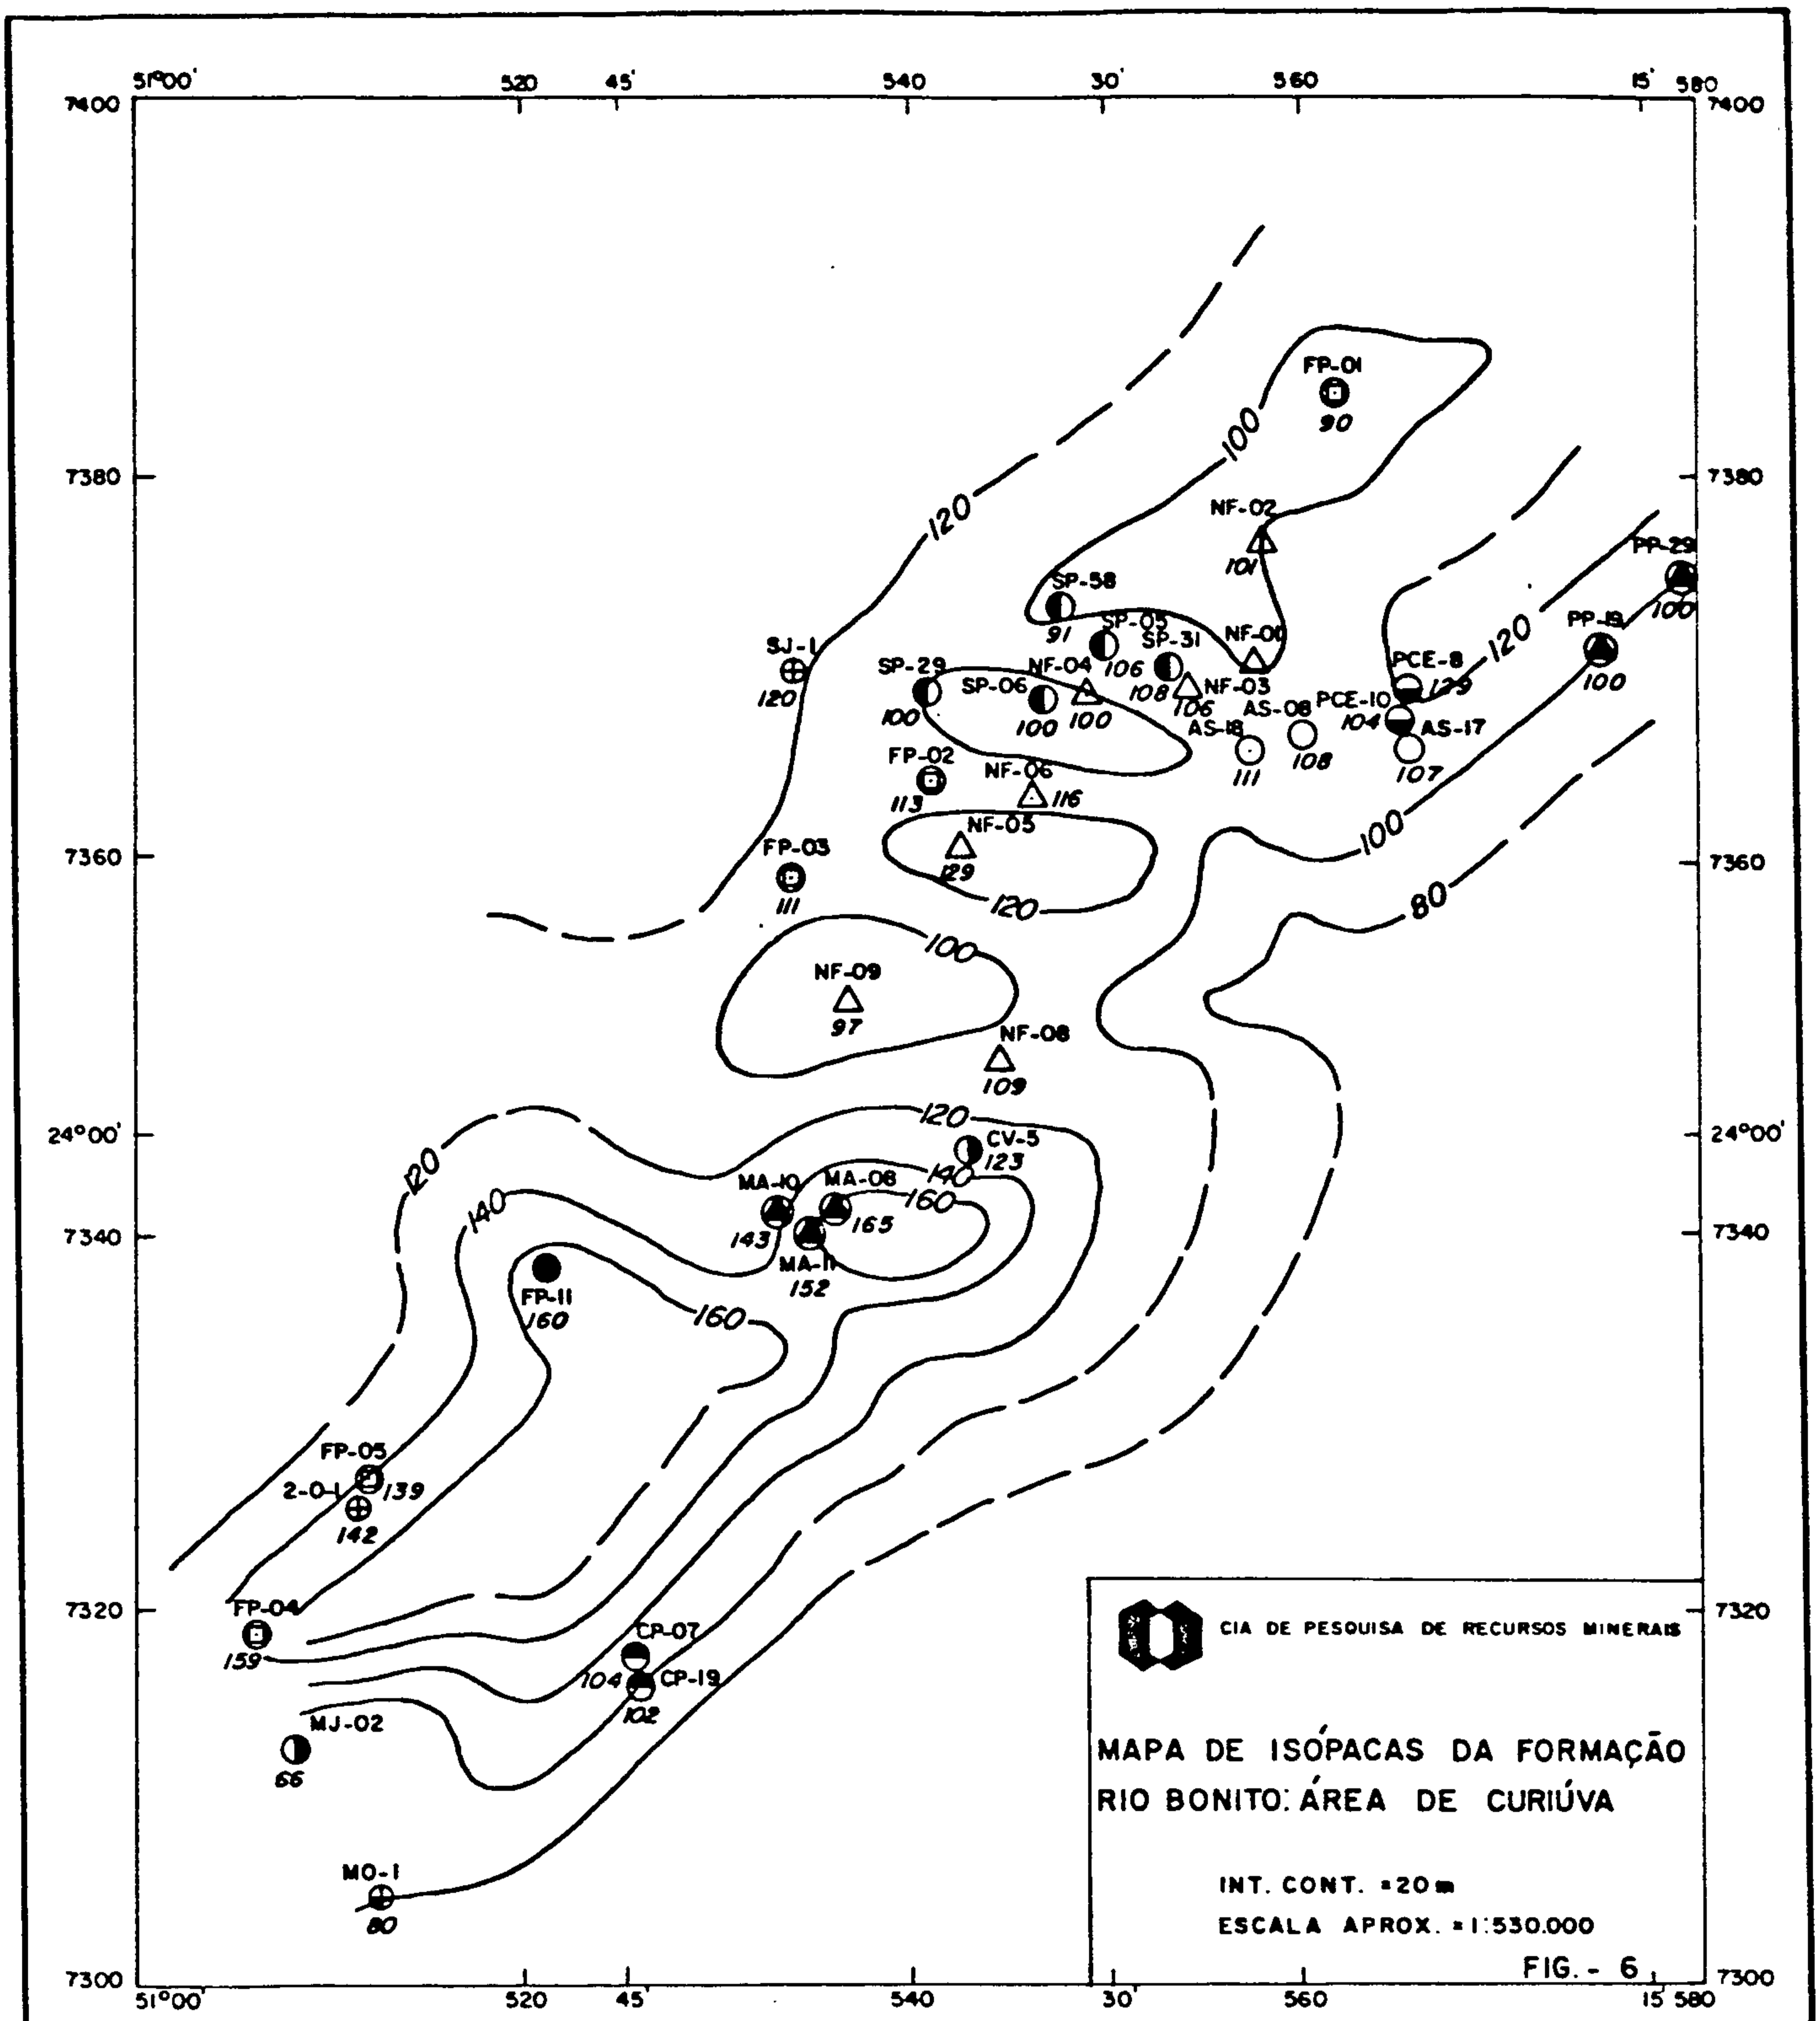 51°00' 520 45' 540 30' 560 15' 580
7400 7400
FP-01
90
100
7380 7380
120
NF-02
101
PP-29
100
SP-58
91
SP-05
106
SP-31
108
NF-01
PP-19
100
120
SJ-1
120
SP-29
100
SP-06
100
NF-04
100
NF-03
106
PCE-8
129
PCE-10
104
AS-08
108
AS-18
111
AS-17
107
FP-02
113
NF-06
116
NF-05
129
100
7360 7360
FP-03
111
120
80
100
NF-09
97
NF-08
109
24°00' 24°00'
120
120
CV-5
123
140
MA-10
143
MA-08
165
160
140
7340 7340
MA-11
152
FP-11
160
160
FP-05
139
2-0-1
142
7320 7320
FP-04
159
CP-07
104
CP-19
102
MJ-02
66
MO-1
80
CIA DE PESQUISA DE RECURSOS MINERAIS
MAPA DE ISÓPACAS DA FORMAÇÃO
RIO BONITO: ÁREA DE CURIÚVA
INT. CONT. = 20 m
ESCALA APROX. = 1:530.000
FIG. - 6
7300 7300
51°00' 520 45' 540 30' 560 15' 580